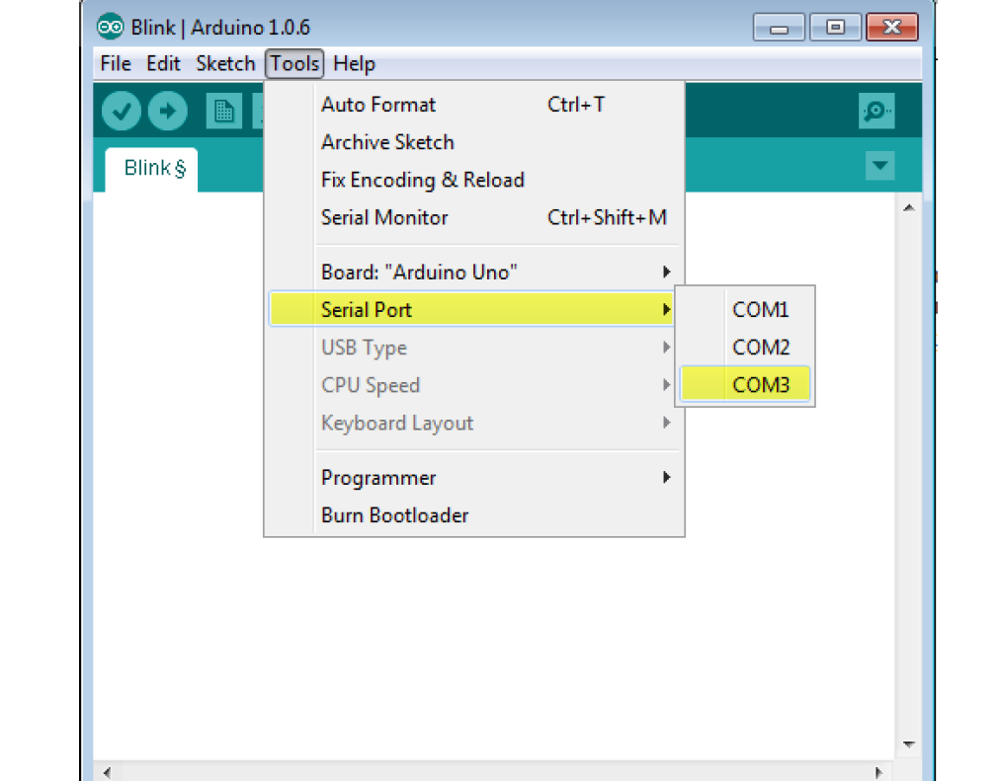 Blink | Arduino 1.0.6
File Edit Sketch Tools Help
Auto Format Ctrl+T
Archive Sketch
Fix Encoding & Reload
Serial Monitor Ctrl+Shift+M
Blink §
Board: "Arduino Uno"
Serial Port
USB Type
CPU Speed
Keyboard Layout
Programmer
Burn Bootloader
COM1
COM2
COM3